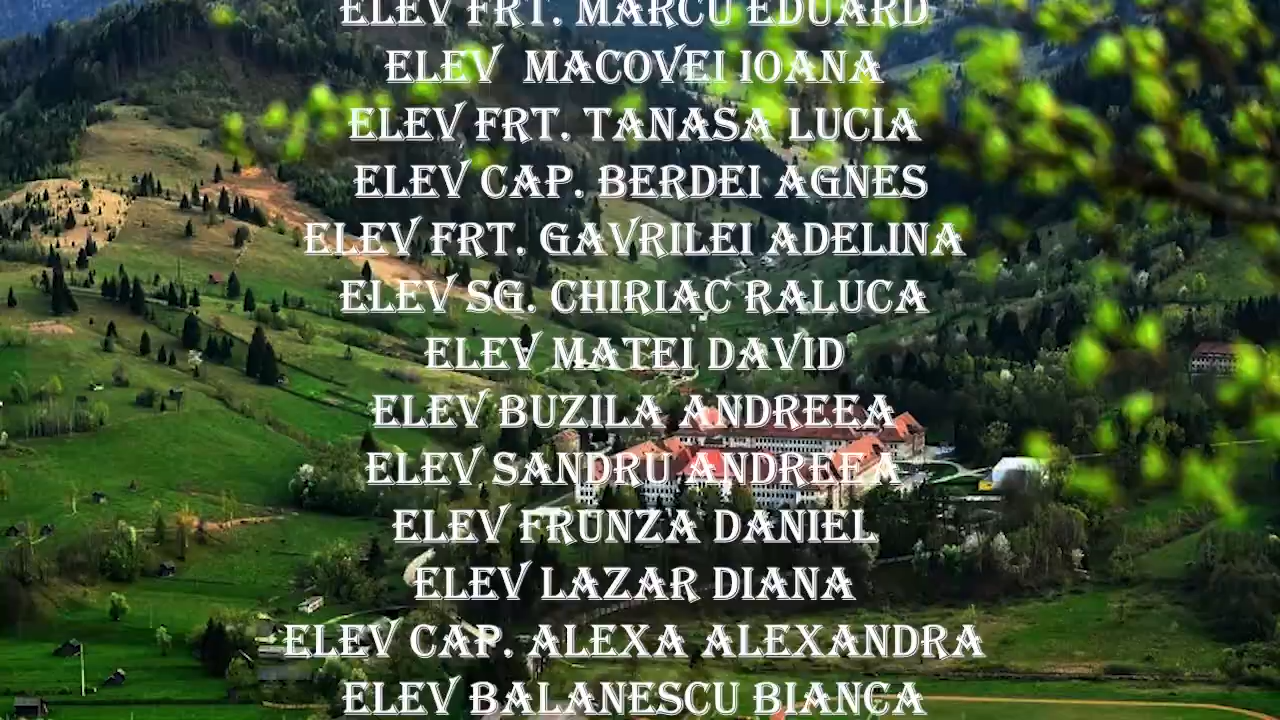 ELEV FRT. MARCU EDUARD
ELEV MACOVEI IOANA
ELEV FRT. TANASA LUCIA
ELEV CAP. BERDEI AGNES
ELEV FRT. GAVRILEI ADELINA
ELEV SG. CHIRIAC RALUCA
ELEV MATEI DAVID
ELEV BUZILA ANDREEA
ELEV SANDRU ANDREEA
ELEV FRUNZA DANIEL
ELEV LAZAR DIANA
ELEV CAP. ALEXA ALEXANDRA
ELEV BALANESCU BIANCA